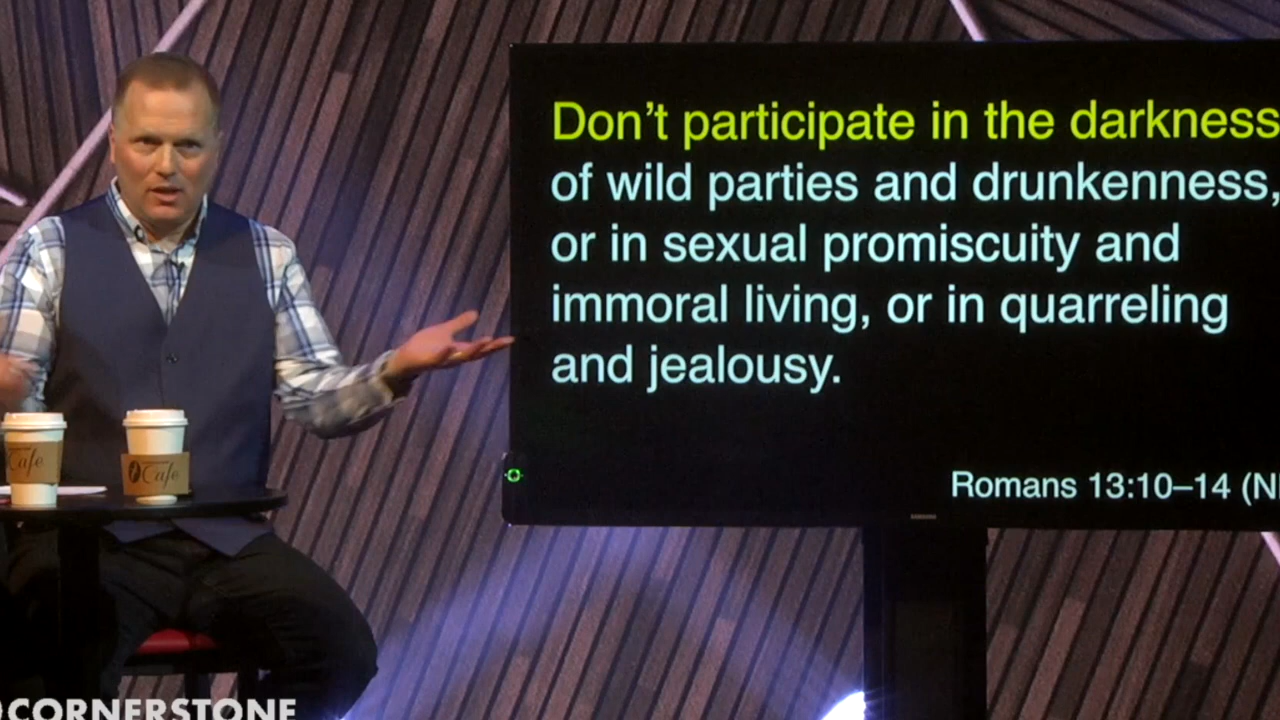 Don't participate in the darkness
of wild parties and drunkenness,
or in sexual promiscuity and
immoral living, or in quarreling
and jealousy.
Romans 13:10–14 (N
Cafe
Cafe
SAMSUNG
CORNERSTONE